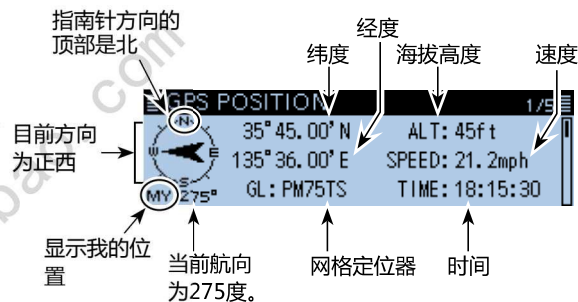 指南针方向的
顶部是北
纬度
经度
海拔高度
速度
GPS POSITION 1/5
N
35°45.00'N ALT: 45ft
目前方向
为正西
W E
135°36.00'E SPEED: 21.2mph
S
MY 275° GL: PM75TS TIME: 18:15:30
显示我的位
置
当前航向
为275度。
网格定位器
时间
com